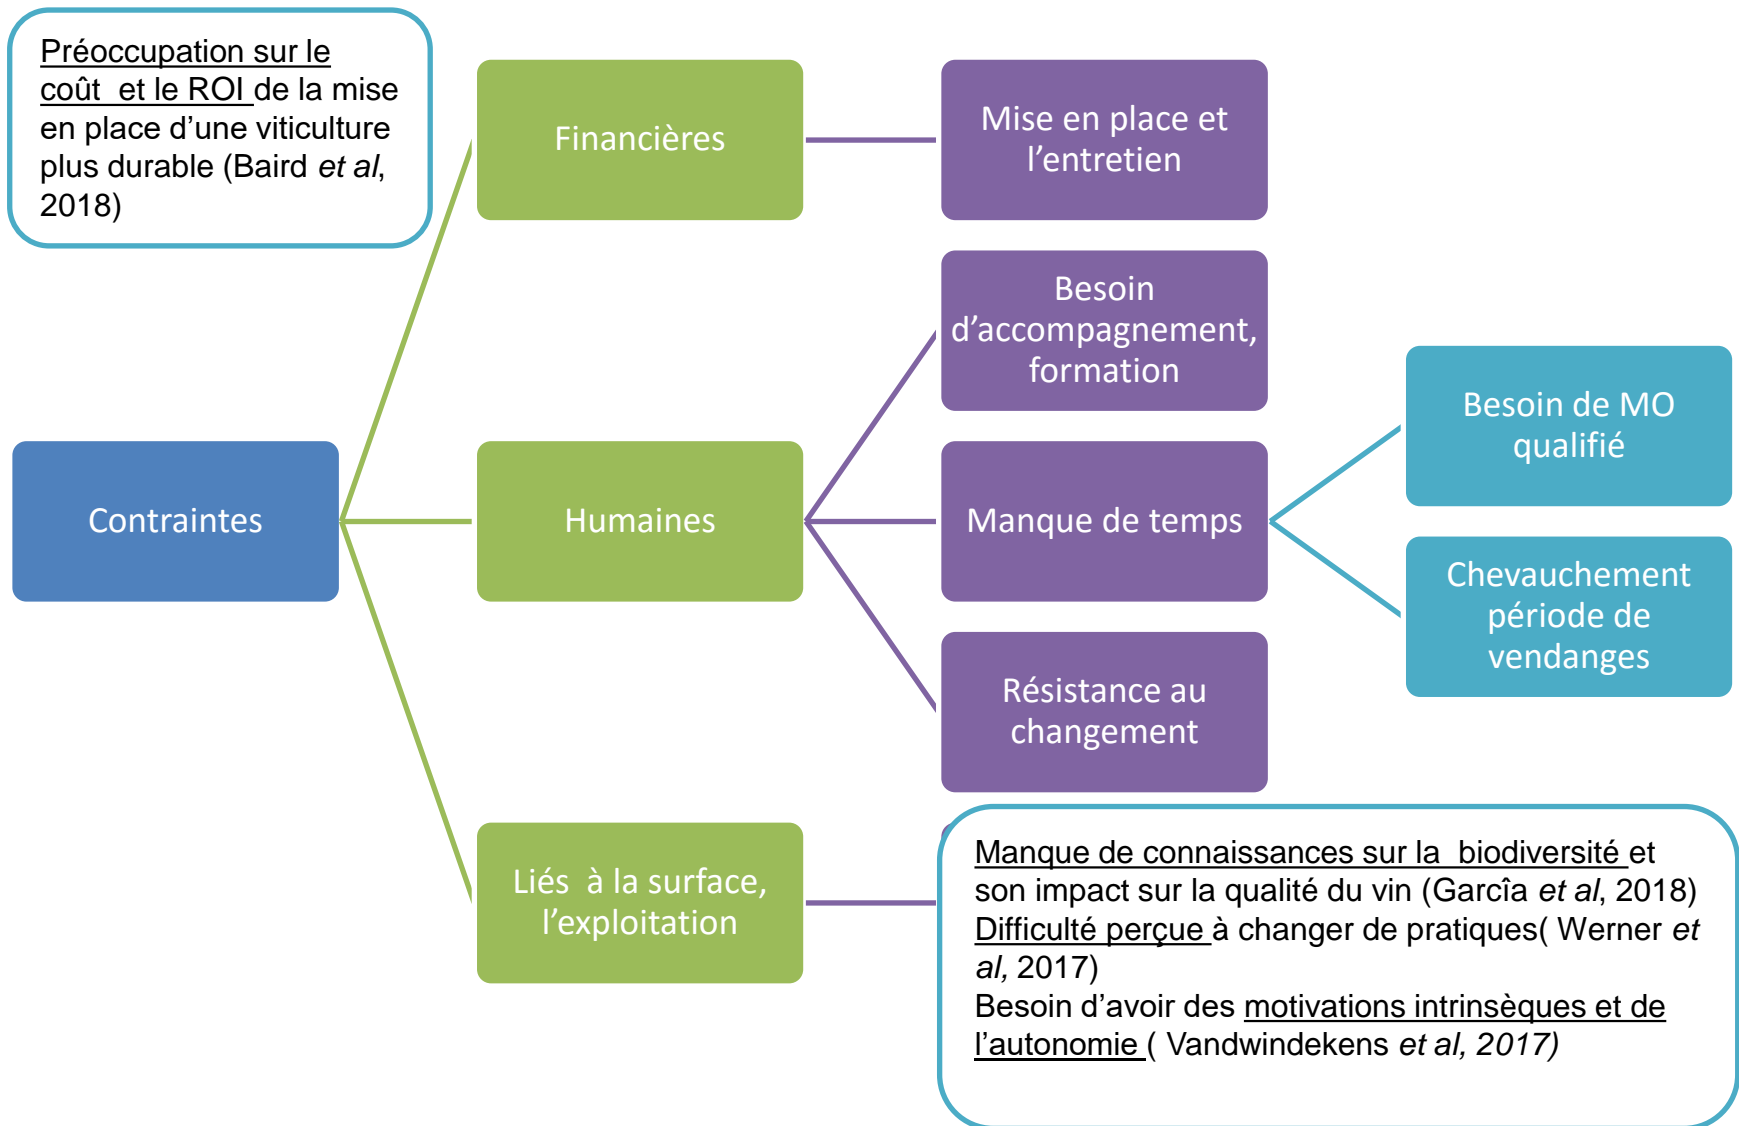 Préoccupation sur le
coût et le ROI de la mise
en place d’une viticulture
plus durable (Baird et al,
2018)
Financières
Mise en place et
l’entretien
Besoin
d’accompagnement,
formation
Besoin de MO
qualifié
Contraintes
Humaines
Manque de temps
Chevauchement
période de
vendanges
Résistance au
changement
Liés à la surface,
l’exploitation
Manque de connaissances sur la biodiversité et
son impact sur la qualité du vin (Garcîa et al, 2018)
Difficulté perçue à changer de pratiques( Werner et
al, 2017)
Besoin d’avoir des motivations intrinsèques et de
l’autonomie ( Vandwindekens et al, 2017)